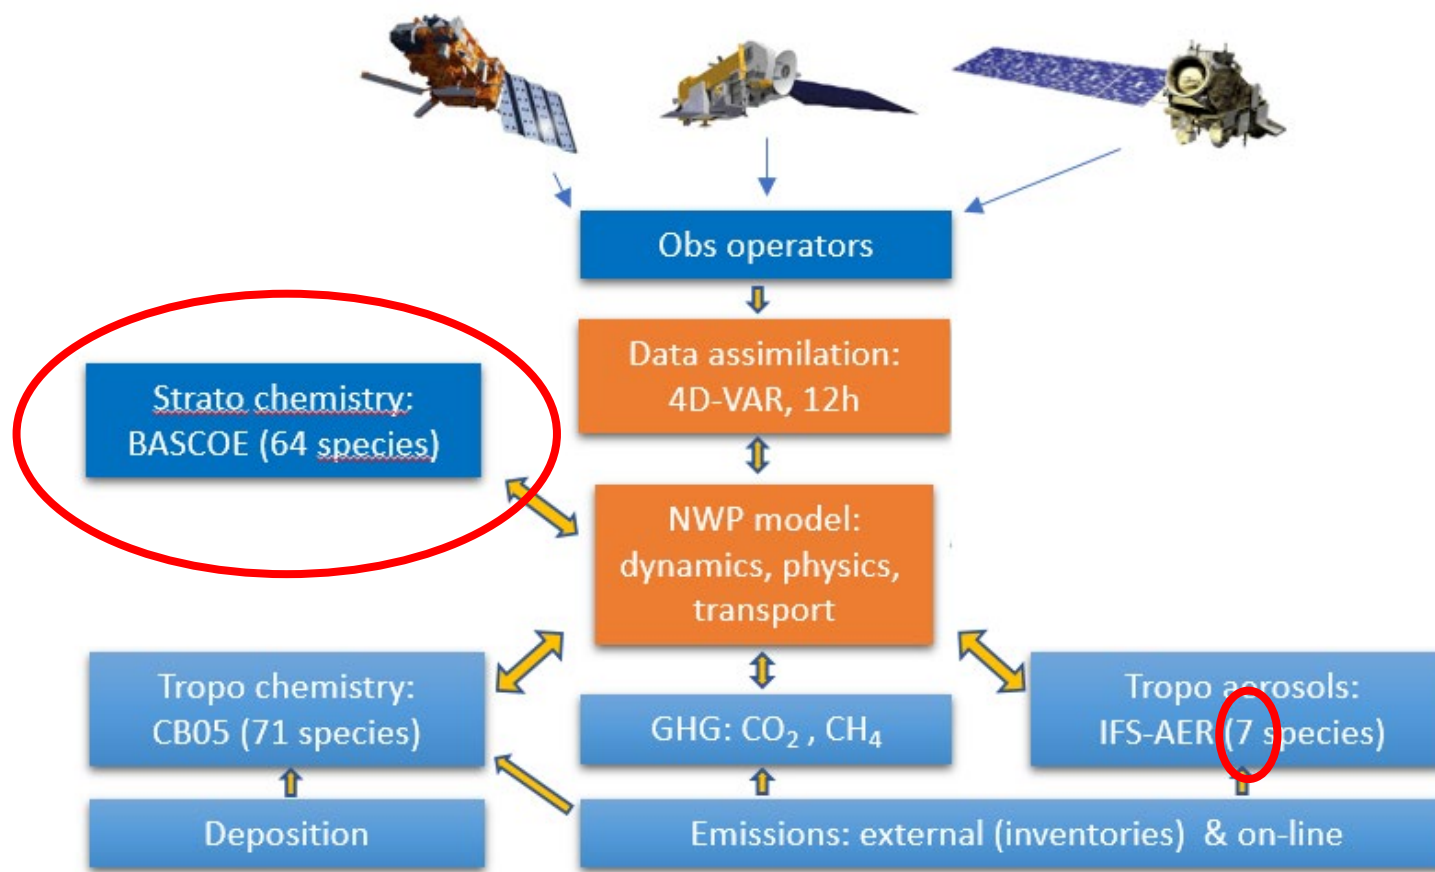 Obs operators
Data assimilation:
4D-VAR, 12h
Strato chemistry:
BASCOE (64 species)
NWP model:
dynamics, physics,
transport
Tropo chemistry:
CB05 (71 species)
GHG: CO₂ , CH₄
Tropo aerosols:
IFS-AER (7 species)
Deposition
Emissions: external (inventories) & on-line